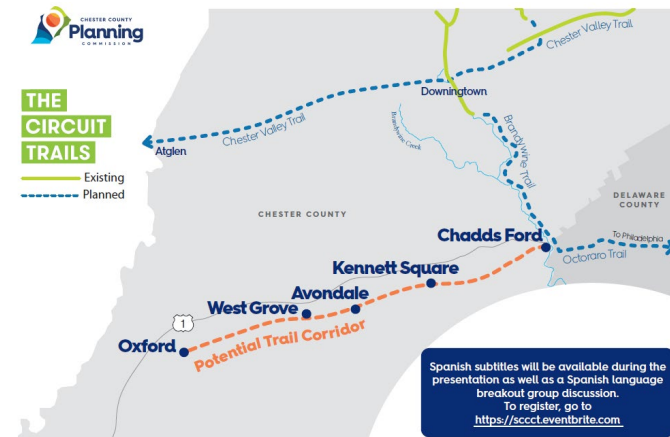 CHESTER COUNTY
Planning
COMMISSION
THE
CIRCUIT
TRAILS
Existing
Planned
Chester Valley Trail
Downingtown
Chester Valley Trail
Atglen
Brandywine Creek
Brandywine Trail
DELAWARE
COUNTY
CHESTER COUNTY
To Philadelphia
Octoraro Trail
Chadds Ford
Kennett Square
Avondale
West Grove
1
Oxford
Potential Trail Corridor
Spanish subtitles will be available during the
presentation as well as a Spanish language
breakout group discussion.
To register, go to
https://sccct.eventbrite.com